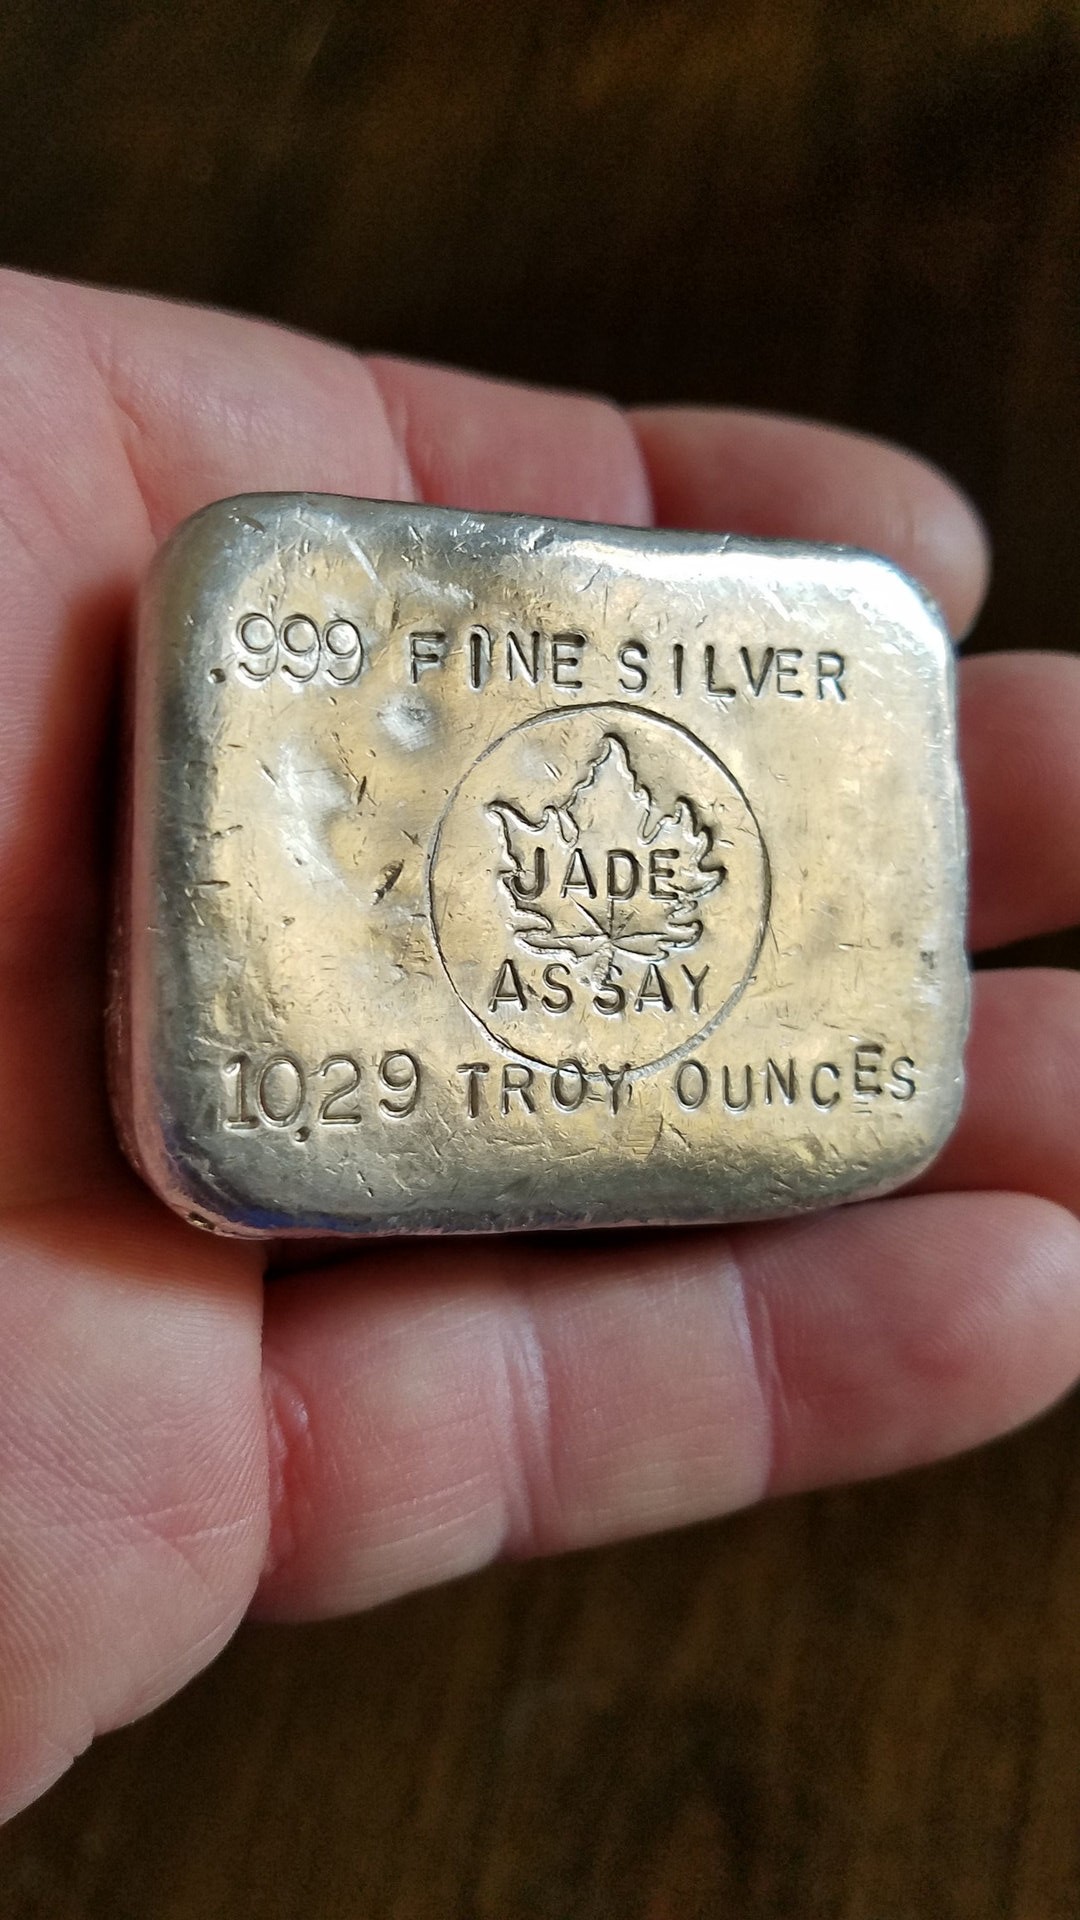 .999 FINE SILVER
JADE
ASSAY
10.29 TROY OUNCES